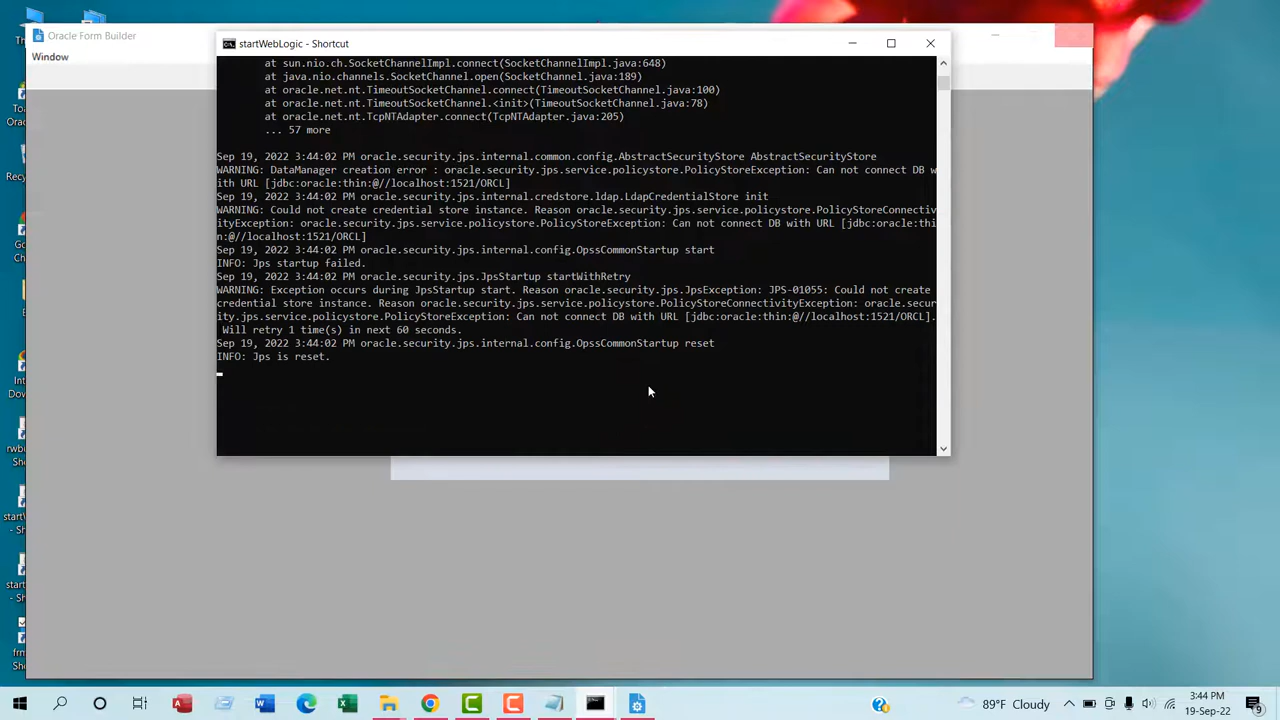 Oracle Form Builder
Window
startWebLogic - Shortcut
at sun.nio.ch.SocketChannelImpl.connect(SocketChannelImpl.java:648)
at java.nio.channels.SocketChannel.open(SocketChannel.java:189)
at oracle.net.nt.TimeoutSocketChannel.connect(TimeoutSocketChannel.java:100)
at oracle.net.nt.TimeoutSocketChannel.<init>(TimeoutSocketChannel.java:78)
at oracle.net.nt.TcpNTAdapter.connect(TcpNTAdapter.java:205)
... 57 more
Sep 19, 2022 3:44:02 PM oracle.security.jps.internal.common.config.AbstractSecurityStore AbstractSecurityStore
WARNING: DataManager creation error : oracle.security.jps.service.policystore.PolicyStoreException: Can not connect DB w
ith URL [jdbc:oracle:thin:@//localhost:1521/ORCL]
Sep 19, 2022 3:44:02 PM oracle.security.jps.internal.credstore.ldap.LdapCredentialStore init
WARNING: Could not create credential store instance. Reason oracle.security.jps.service.policystore.PolicyStoreConnectiv
ityException: oracle.security.jps.service.policystore.PolicyStoreException: Can not connect DB with URL [jdbc:oracle:thi
n:@//localhost:1521/ORCL]
Sep 19, 2022 3:44:02 PM oracle.security.jps.internal.config.OpssCommonStartup start
INFO: Jps startup failed.
Sep 19, 2022 3:44:02 PM oracle.security.jps.JpsStartup startWithRetry
WARNING: Exception occurs during JpsStartup start. Reason oracle.security.jps.JpsException: JPS-01055: Could not create
credential store instance. Reason oracle.security.jps.service.policystore.PolicyStoreConnectivityException: oracle.secur
ity.jps.service.policystore.PolicyStoreException: Can not connect DB with URL [jdbc:oracle:thin:@//localhost:1521/ORCL].
Will retry 1 time(s) in next 60 seconds.
Sep 19, 2022 3:44:02 PM oracle.security.jps.internal.config.OpssCommonStartup reset
INFO: Jps is reset.
89°F Cloudy
3:44 PM
19-Sep-22
9